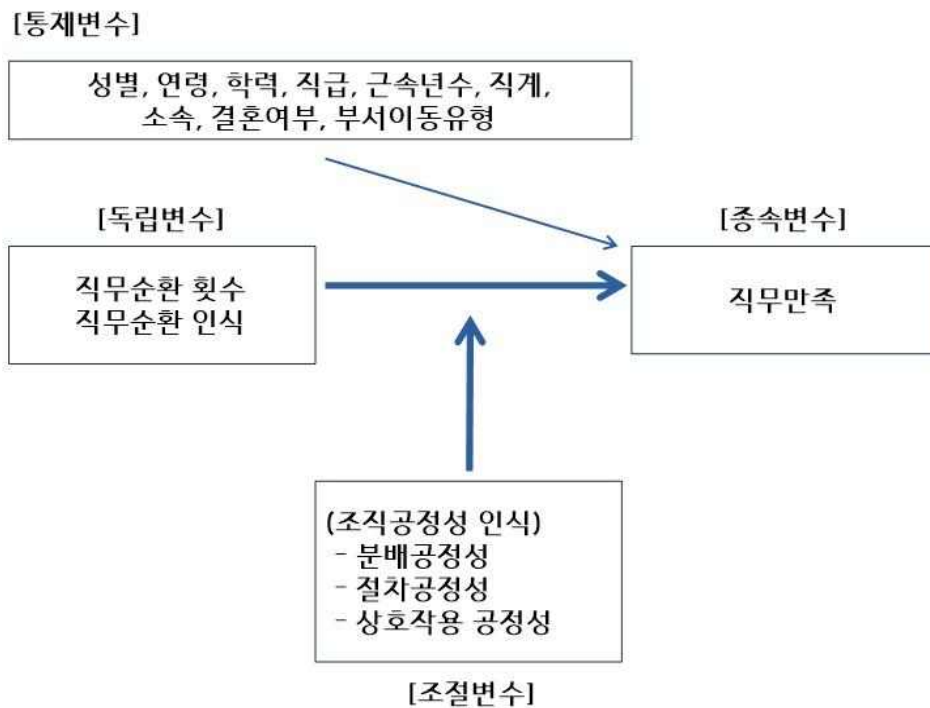 [통제변수]
성별, 연령, 학력, 직급, 근속년수, 직계,
소속, 결혼여부, 부서이동유형
[독립변수]
[종속변수]
직무순환 횟수
직무순환 인식
직무만족
(조직공정성 인식)
- 분배공정성
- 절차공정성
- 상호작용 공정성
[조절변수]